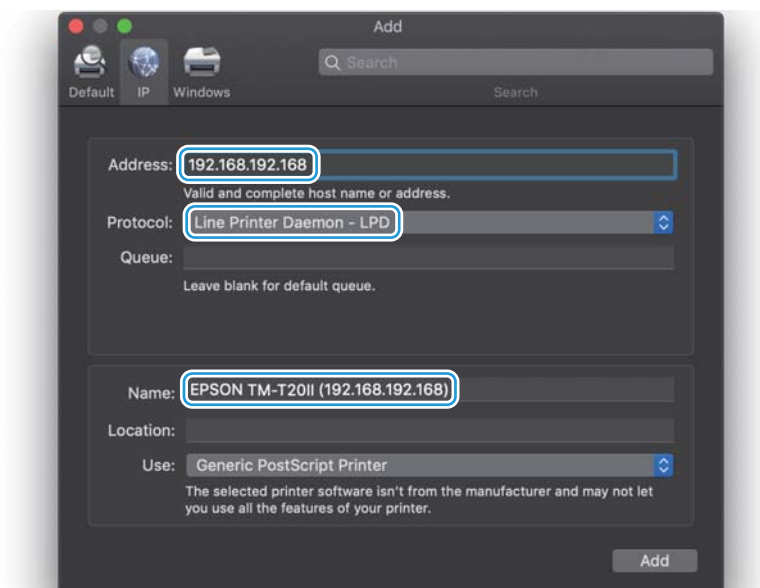 Add
Search
Default IP Windows
Search
Address: 192.168.192.168
Valid and complete host name or address.
Protocol: Line Printer Daemon - LPD
Queue:
Leave blank for default queue.
Name: EPSON TM-T20II (192.168.192.168)
Location:
Use: Generic PostScript Printer
The selected printer software isn't from the manufacturer and may not let
you use all the features of your printer.
Add